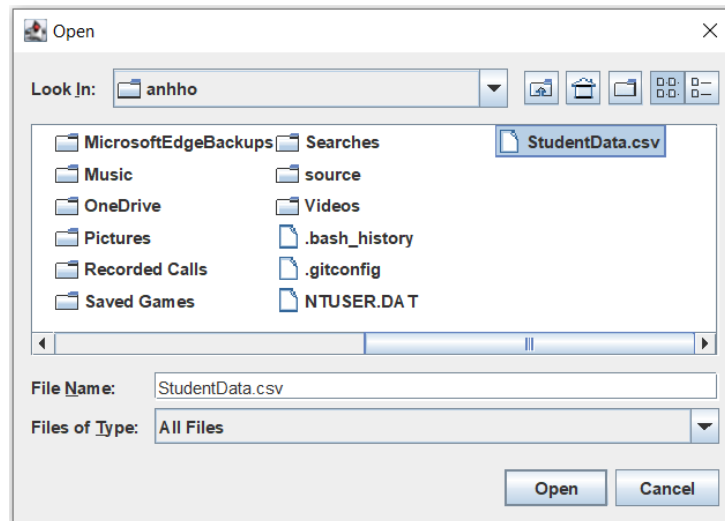 Open
Look In: anhho
MicrosoftEdgeBackups Searches StudentData.csv
Music source
OneDrive Videos
Pictures .bash_history
Recorded Calls .gitconfig
Saved Games NTUSER.DAT
File Name: StudentData.csv
Files of Type: All Files
Open Cancel